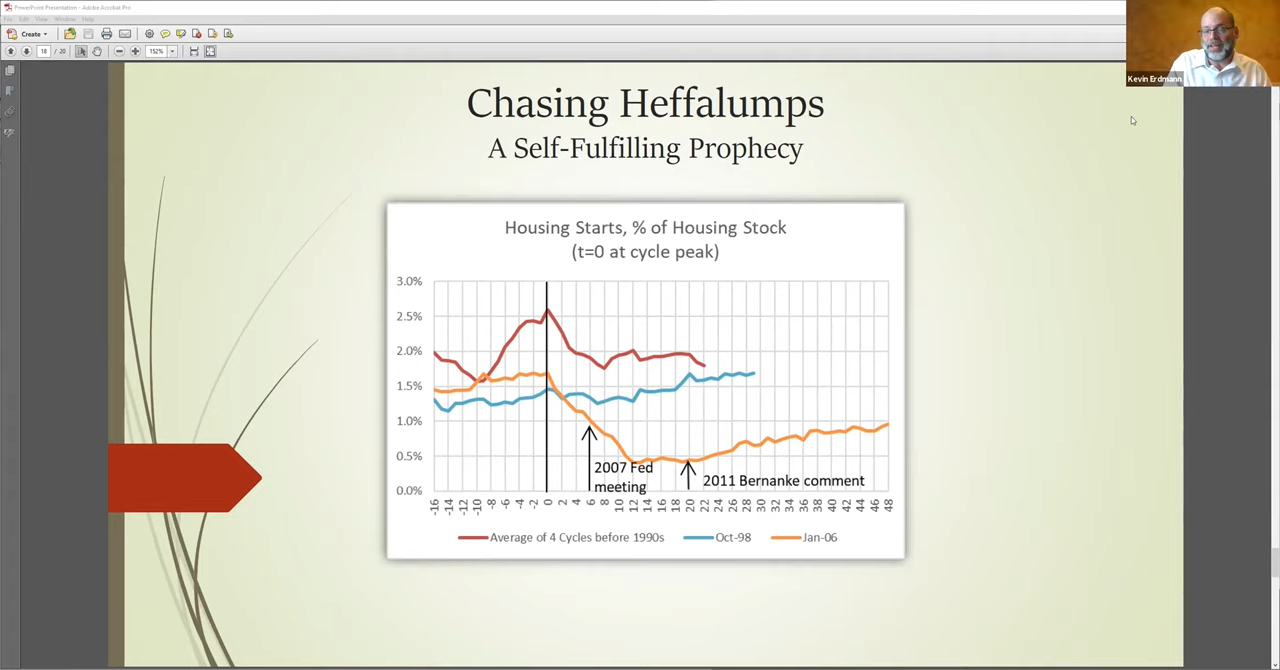 PowerPoint Presentation - Adobe Acrobat Pro
File Edit View Window Help
Create
18 / 20 152%
Kevin Erdmann
Chasing Heffalumps
A Self-Fulfilling Prophecy
Housing Starts, % of Housing Stock
(t=0 at cycle peak)
3.0%
2.5%
2.0%
1.5%
1.0%
0.5%
0.0%
2007 Fed
meeting
2011 Bernanke comment
-16 -14 -12 -10 -8 -6 -4 -2 0 2 4 6 8 10 12 14 16 18 20 22 24 26 28 30 32 34 36 38 40 42 44 46 48
Average of 4 Cycles before 1990s Oct-98 Jan-06